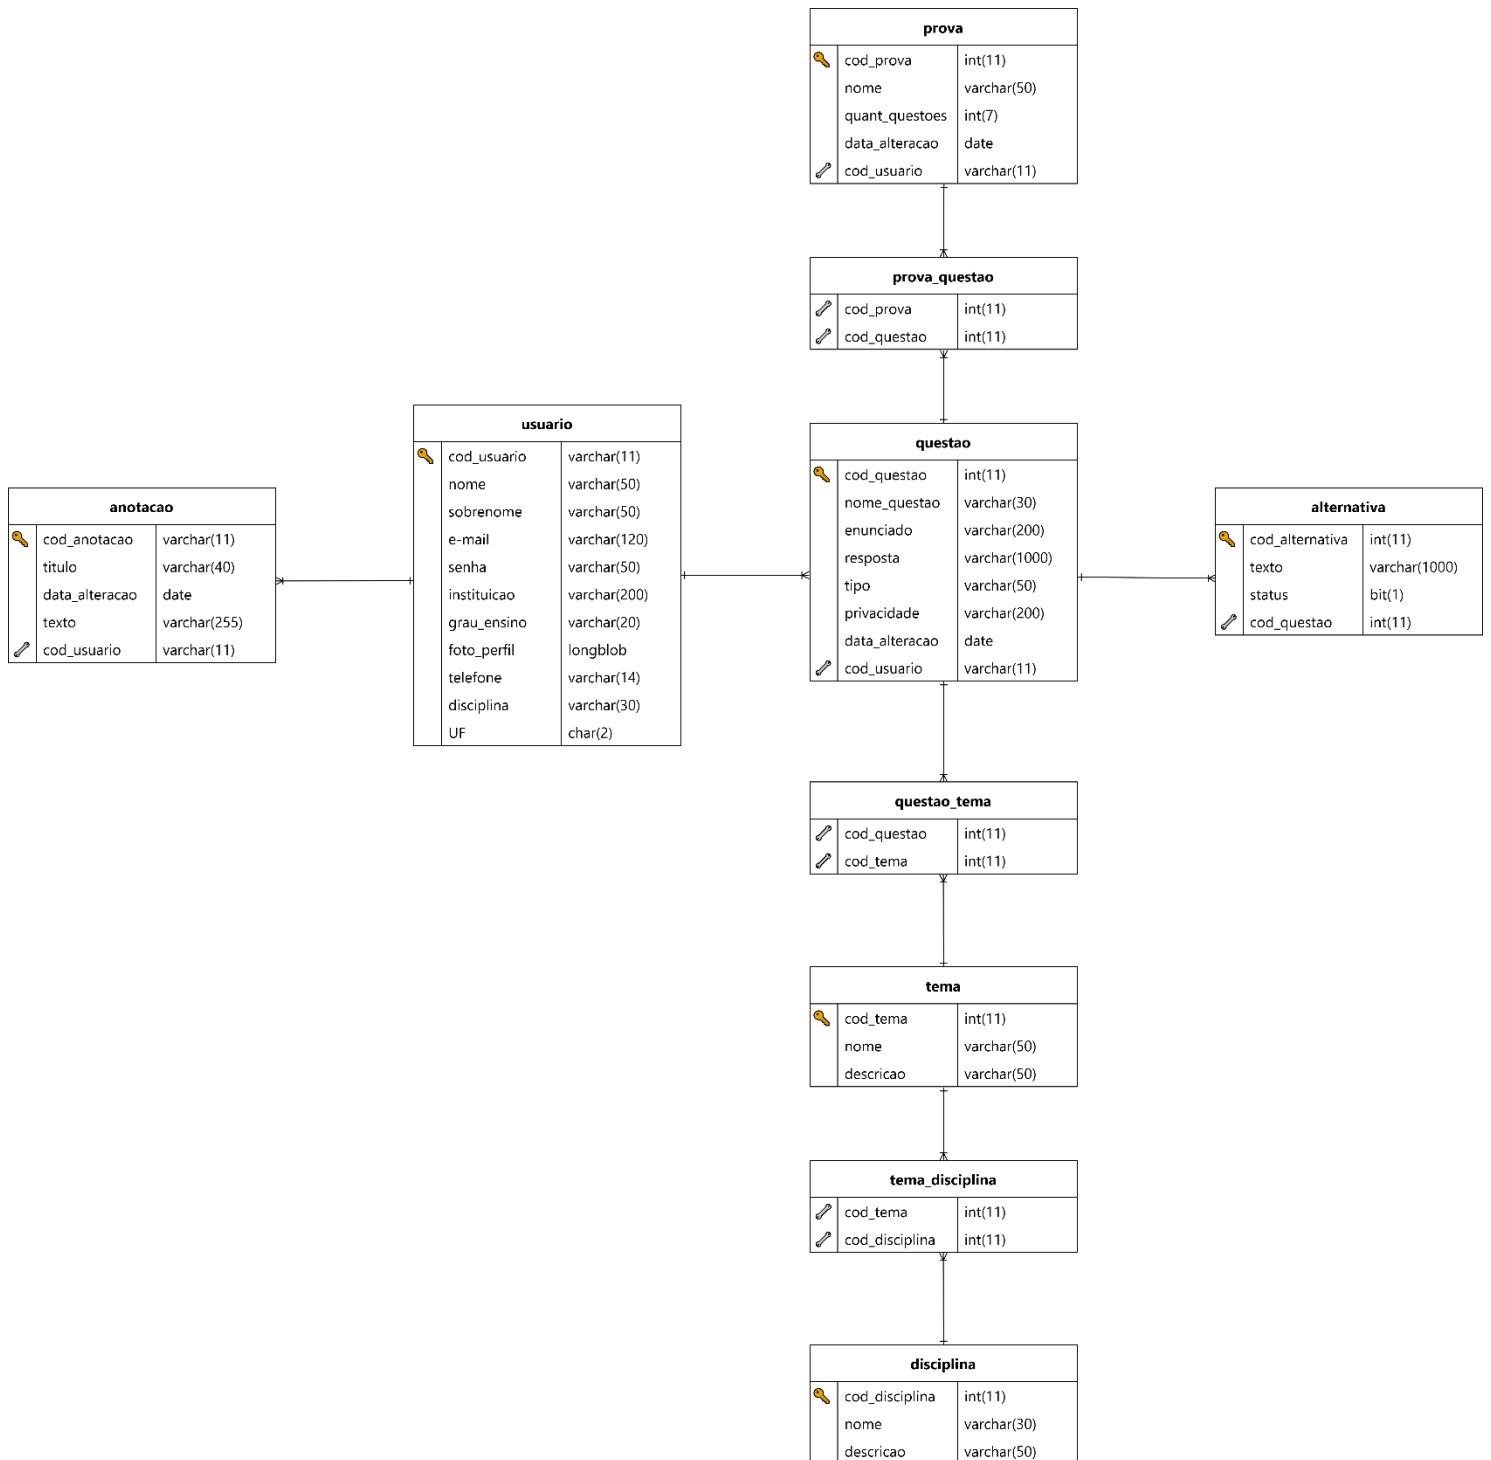 prova
cod_prova int(11)
nome varchar(50)
quant_questoes int(7)
data_alteracao date
cod_usuario varchar(11)
prova_questao
cod_prova int(11)
cod_questao int(11)
usuario
cod_usuario varchar(11)
nome varchar(50)
sobrenome varchar(50)
e-mail varchar(120)
senha varchar(50)
instituicao varchar(200)
grau_ensino varchar(20)
foto_perfil longblob
telefone varchar(14)
disciplina varchar(30)
UF char(2)
questao
cod_questao int(11)
nome_questao varchar(30)
enunciado varchar(200)
resposta varchar(1000)
tipo varchar(50)
privacidade varchar(200)
data_alteracao date
cod_usuario varchar(11)
anotacao
cod_anotacao varchar(11)
titulo varchar(40)
data_alteracao date
texto varchar(255)
cod_usuario varchar(11)
alternativa
cod_alternativa int(11)
texto varchar(1000)
status bit(1)
cod_questao int(11)
questao_tema
cod_questao int(11)
cod_tema int(11)
tema
cod_tema int(11)
nome varchar(50)
descricao varchar(50)
tema_disciplina
cod_tema int(11)
cod_disciplina int(11)
disciplina
cod_disciplina int(11)
nome varchar(30)
descricao varchar(50)